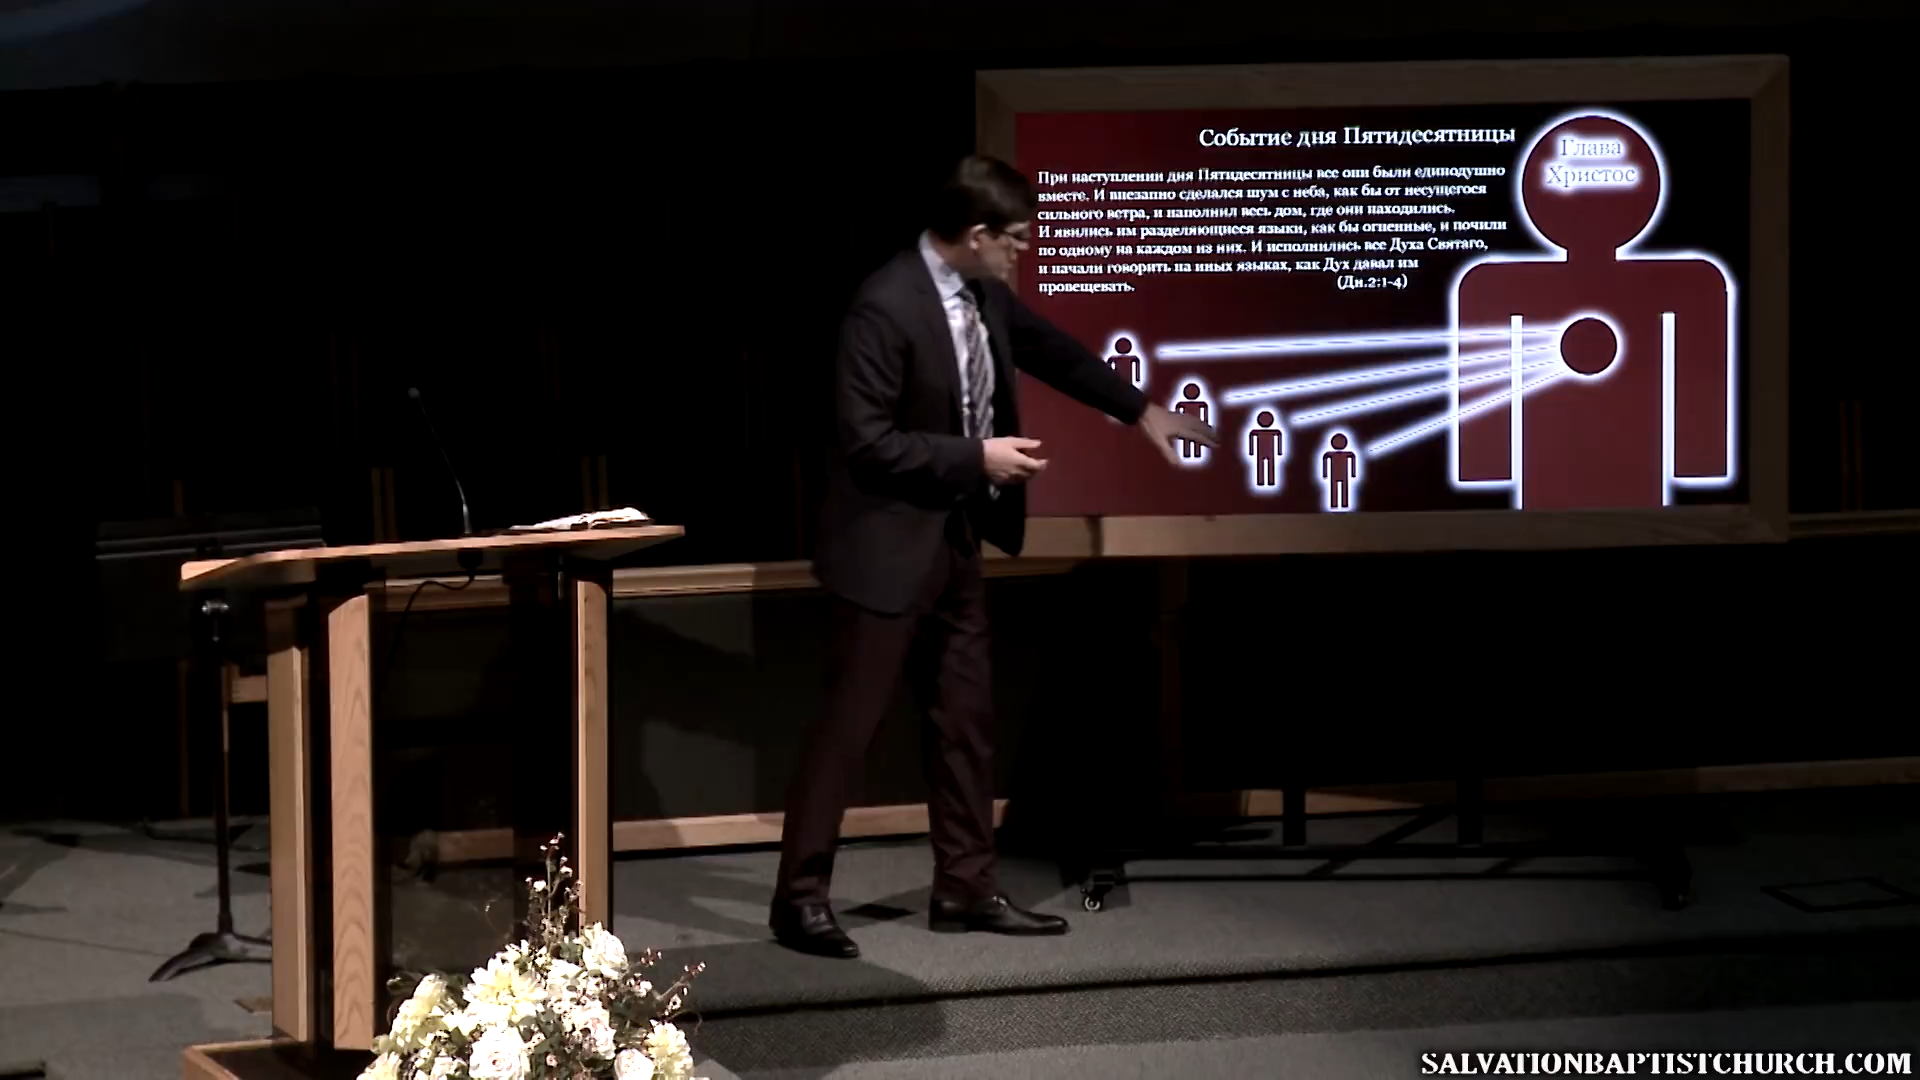 Событие дня Пятидесятницы
Глава
Христос
При наступлении дня Пятидесятницы все они были единодушно
вместе. И внезапно сделался шум с неба, как бы от несущегося
сильного ветра, и наполнил весь дом, где они находились.
И явились им разделяющиеся языки, как бы огненные, и почили
по одному на каждом из них. И исполнились все Духа Святаго,
и начали говорить на иных языках, как Дух давал им
провещевать. (Дн.2:1-4)
SALVATIONBAPTISTCHURCH.COM